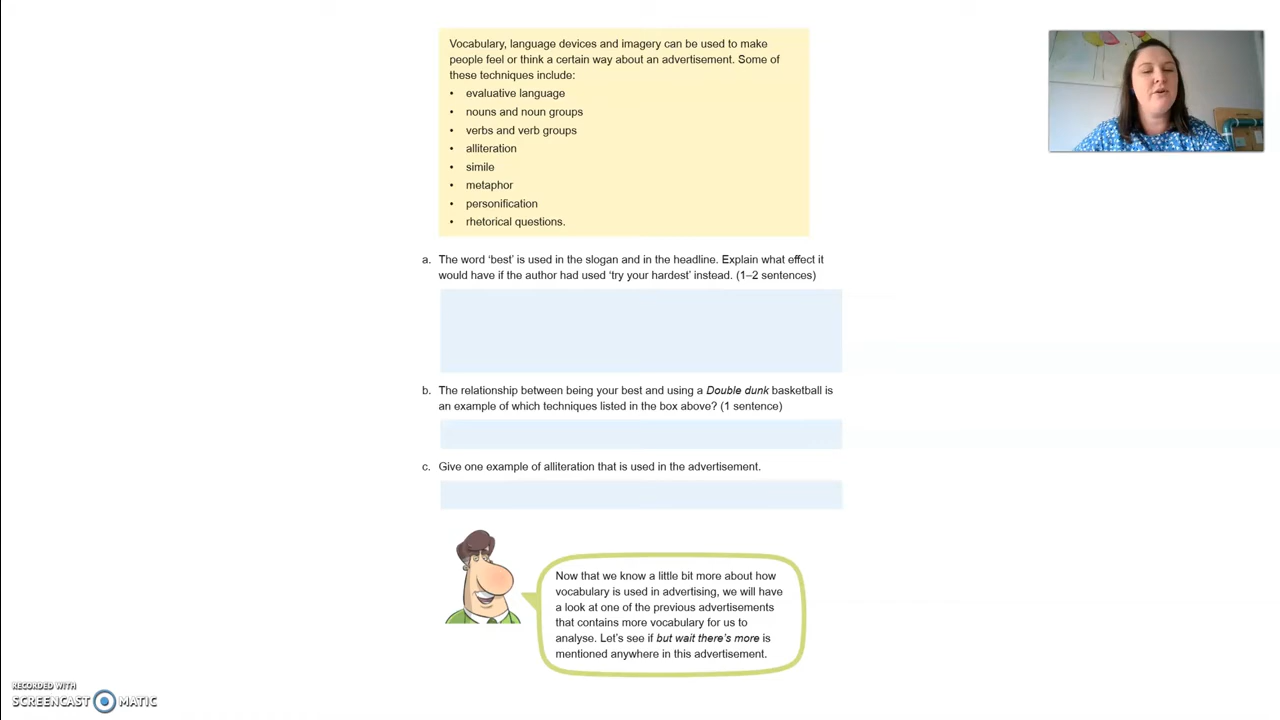 Vocabulary, language devices and imagery can be used to make
people feel or think a certain way about an advertisement. Some of
these techniques include:
• evaluative language
• nouns and noun groups
• verbs and verb groups
• alliteration
• simile
• metaphor
• personification
• rhetorical questions.
a. The word ‘best’ is used in the slogan and in the headline. Explain what effect it
would have if the author had used ‘try your hardest’ instead. (1–2 sentences)
b. The relationship between being your best and using a Double dunk basketball is
an example of which techniques listed in the box above? (1 sentence)
c. Give one example of alliteration that is used in the advertisement.
Now that we know a little bit more about how
vocabulary is used in advertising, we will have
a look at one of the previous advertisements
that contains more vocabulary for us to
analyse. Let’s see if but wait there’s more is
mentioned anywhere in this advertisement.
RECORDED WITH
SCREENCAST MATIC